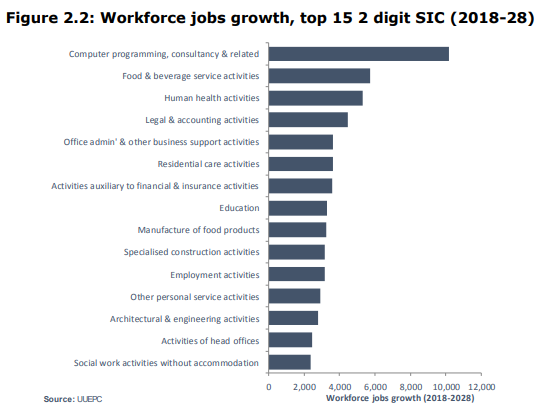 Figure 2.2: Workforce jobs growth, top 15 2 digit SIC (2018-28)
Computer programming, consultancy & related
Food & beverage service activities
Human health activities
Legal & accounting activities
Office admin' & other business support activities
Residential care activities
Activities auxiliary to financial & insurance activities
Education
Manufacture of food products
Specialised construction activities
Employment activities
Other personal service activities
Architectural & engineering activities
Activities of head offices
Social work activities without accommodation
0 2,000 4,000 6,000 8,000 10,000 12,000
Workforce jobs growth (2018-2028)
Source: UUEPC